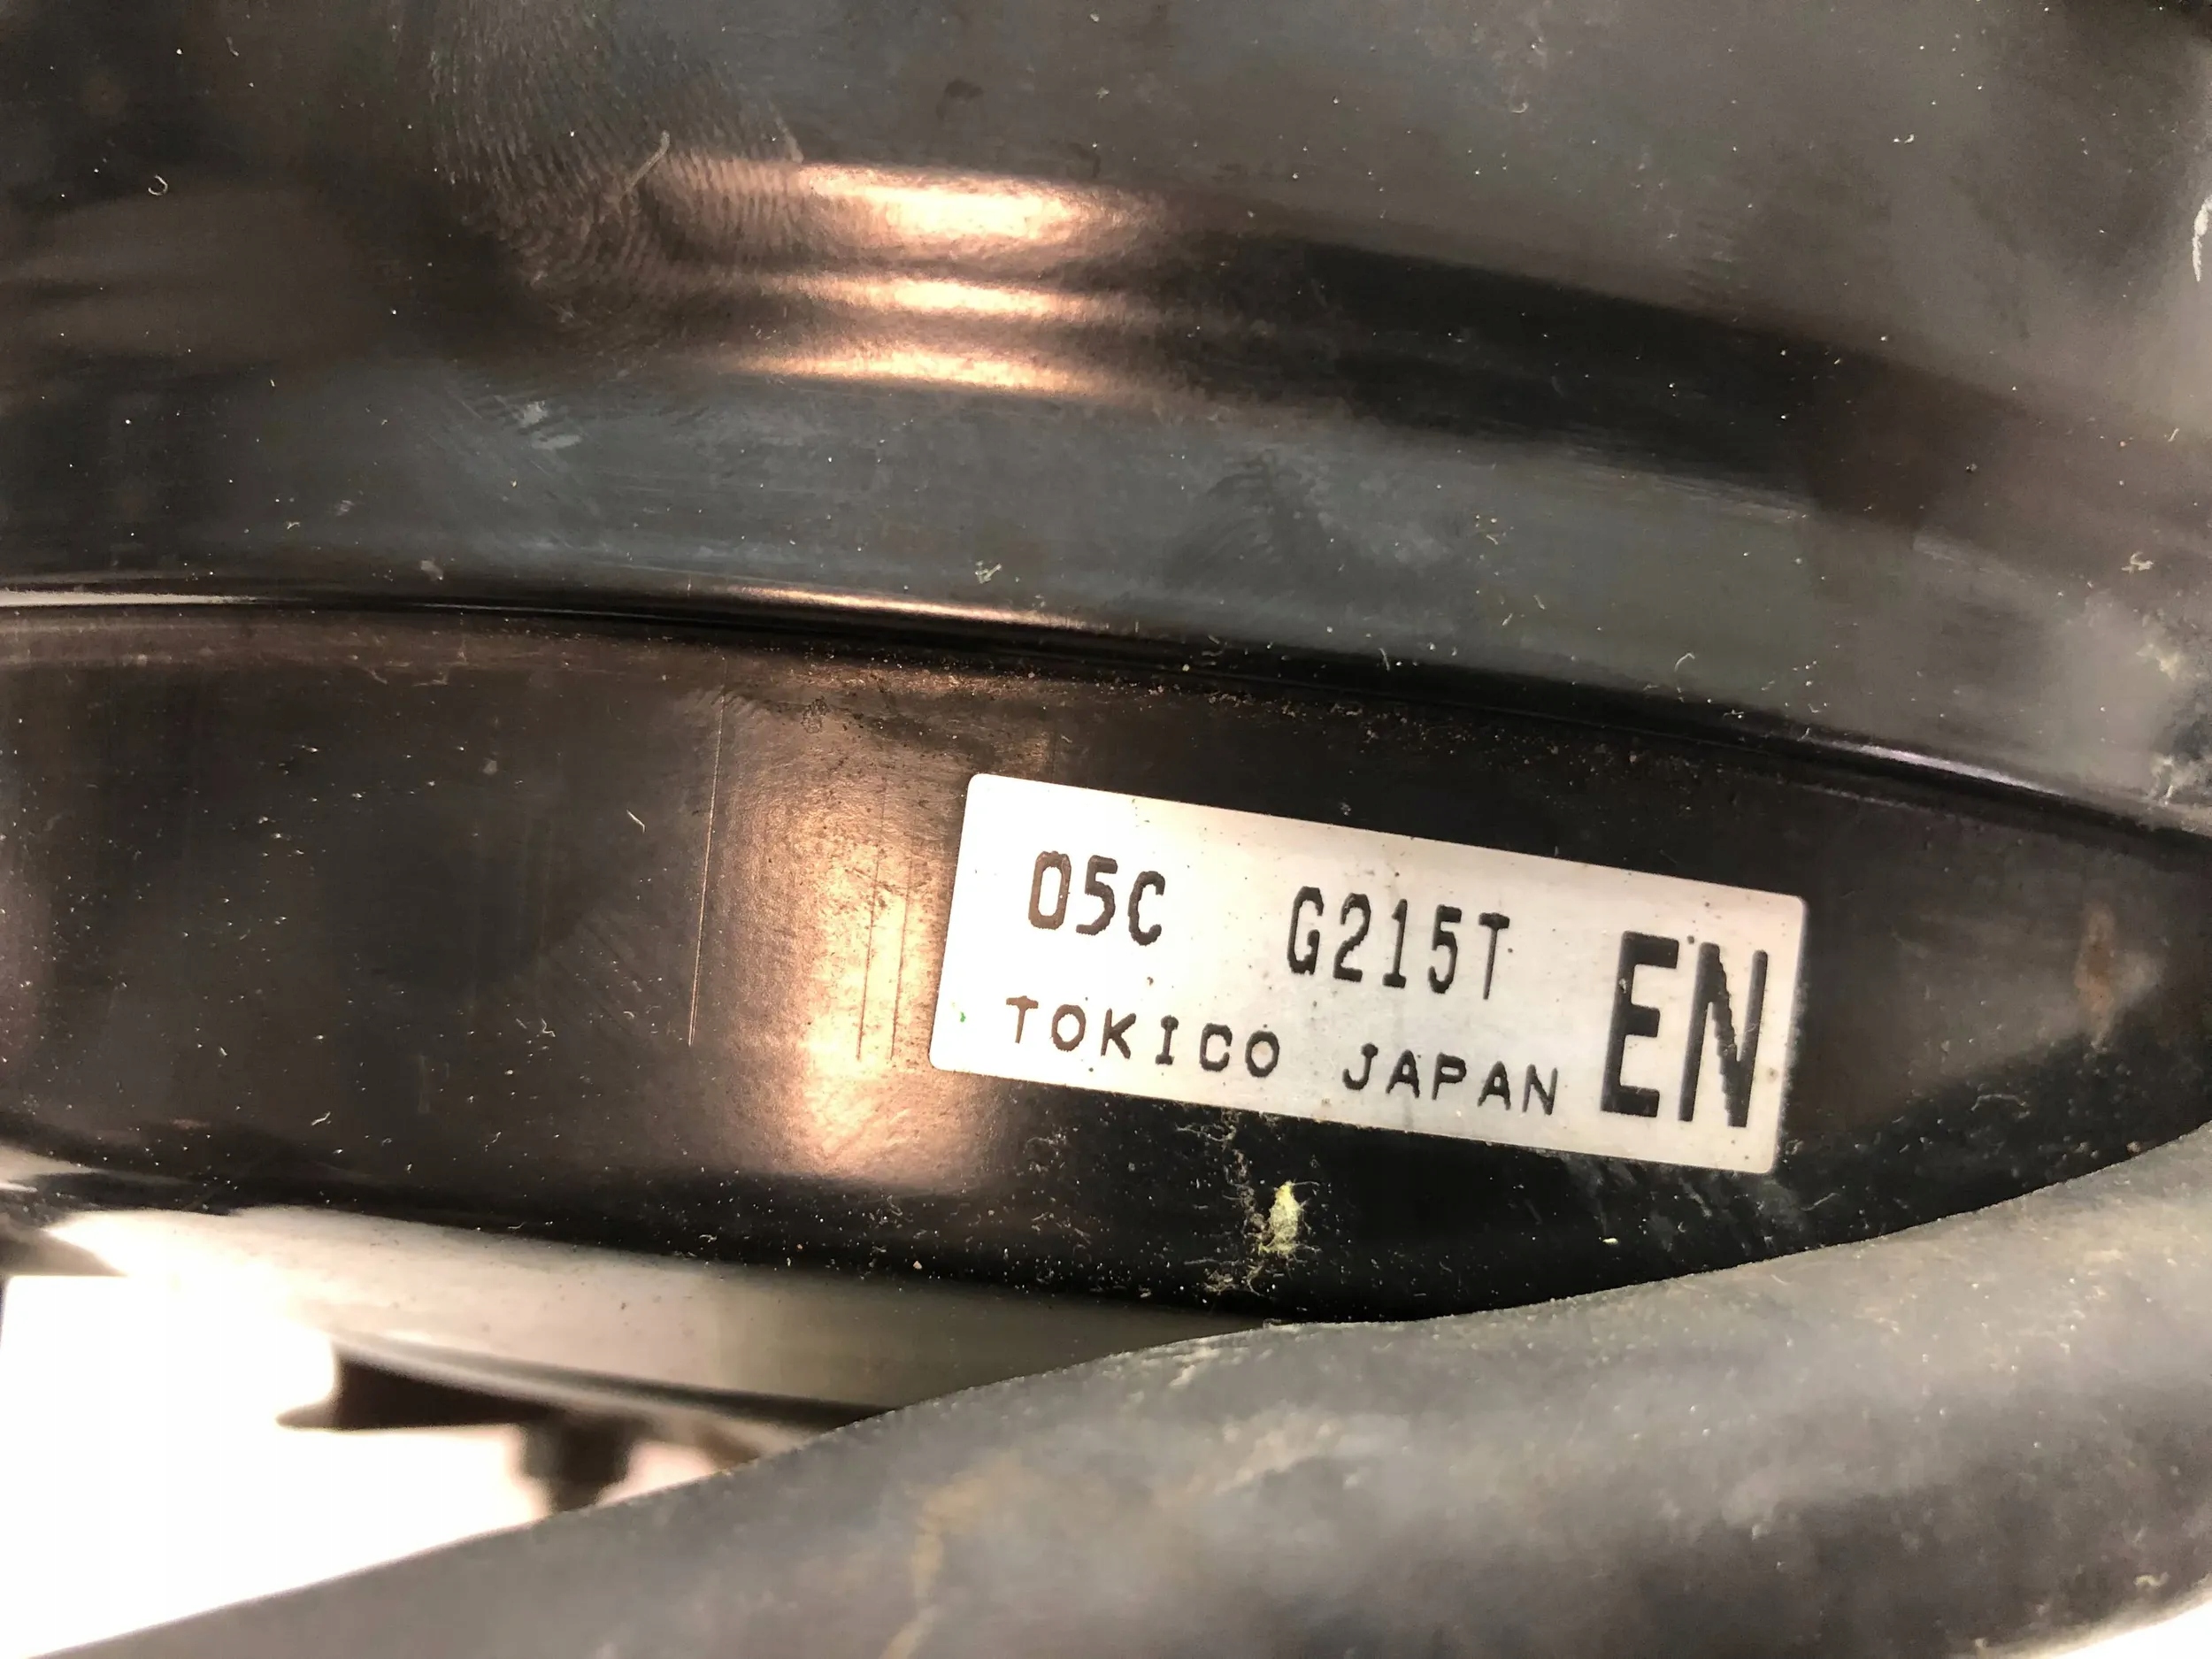 05C G215T EN
TOKICO JAPAN